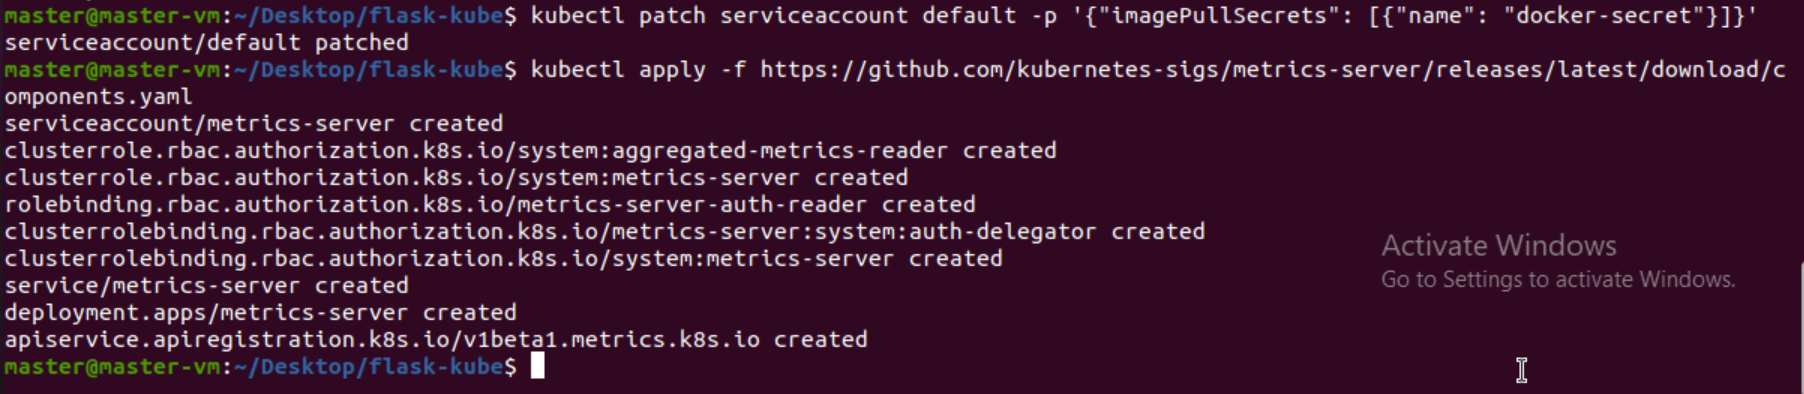 master@master-vm:~/Desktop/flask-kube$ kubectl patch serviceaccount default -p '{"imagePullSecrets": [{"name": "docker-secret"}]}'
serviceaccount/default patched
master@master-vm:~/Desktop/flask-kube$ kubectl apply -f https://github.com/kubernetes-sigs/metrics-server/releases/latest/download/c
omponents.yaml
serviceaccount/metrics-server created
clusterrole.rbac.authorization.k8s.io/system:aggregated-metrics-reader created
clusterrole.rbac.authorization.k8s.io/system:metrics-server created
rolebinding.rbac.authorization.k8s.io/metrics-server-auth-reader created
clusterrolebinding.rbac.authorization.k8s.io/metrics-server:system:auth-delegator created
clusterrolebinding.rbac.authorization.k8s.io/system:metrics-server created
service/metrics-server created
deployment.apps/metrics-server created
apiservice.apiregistration.k8s.io/v1beta1.metrics.k8s.io created
master@master-vm:~/Desktop/flask-kube$
Activate Windows
Go to Settings to activate Windows.